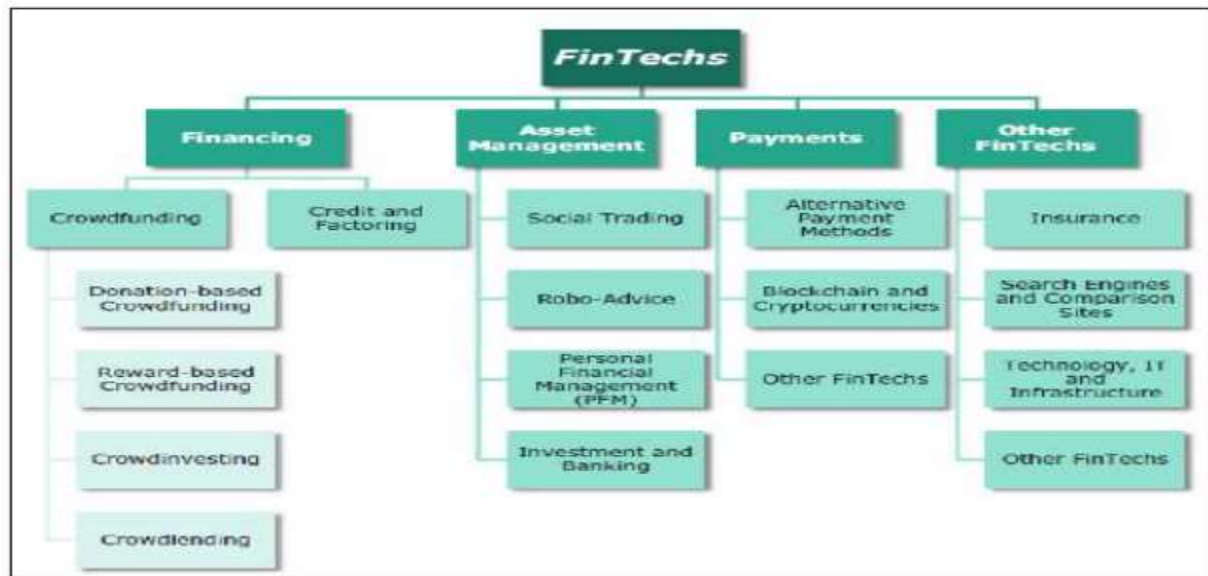 FinTechs
Financing
Asset
Management
Payments
Other
FinTechs
Crowdfunding
Credit and
Factoring
Social Trading
Alternative
Payment
Methods
Insurance
Donation-based
Crowdfunding
Robo-Advice
Blockchain and
Cryptocurrencies
Search Engines
and Comparison
Sites
Reward-based
Crowdfunding
Personal
Financial
Management
(PFM)
Other FinTechs
Technology, IT
and
Infrastructure
Crowdinvesting
Investment and
Banking
Other FinTechs
Crowdlending